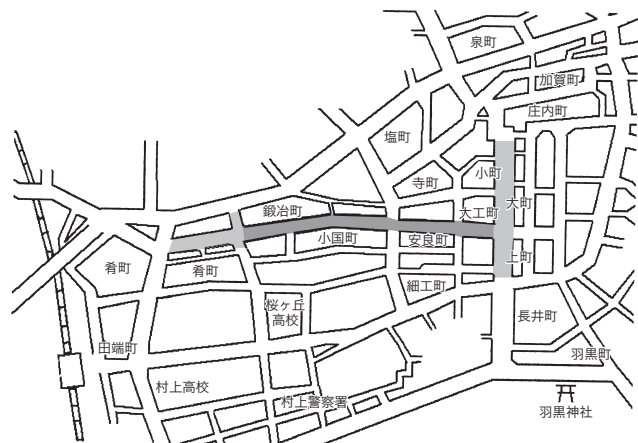 泉町
加賀町
庄内町
塩町
小町
寺町
大町
大工町
鍛冶町
小国町
安良町
上町
肴町
肴町
細工町
桜ヶ丘
高校
長井町
田端町
羽黒町
村上高校
村上警察署
羽黒神社